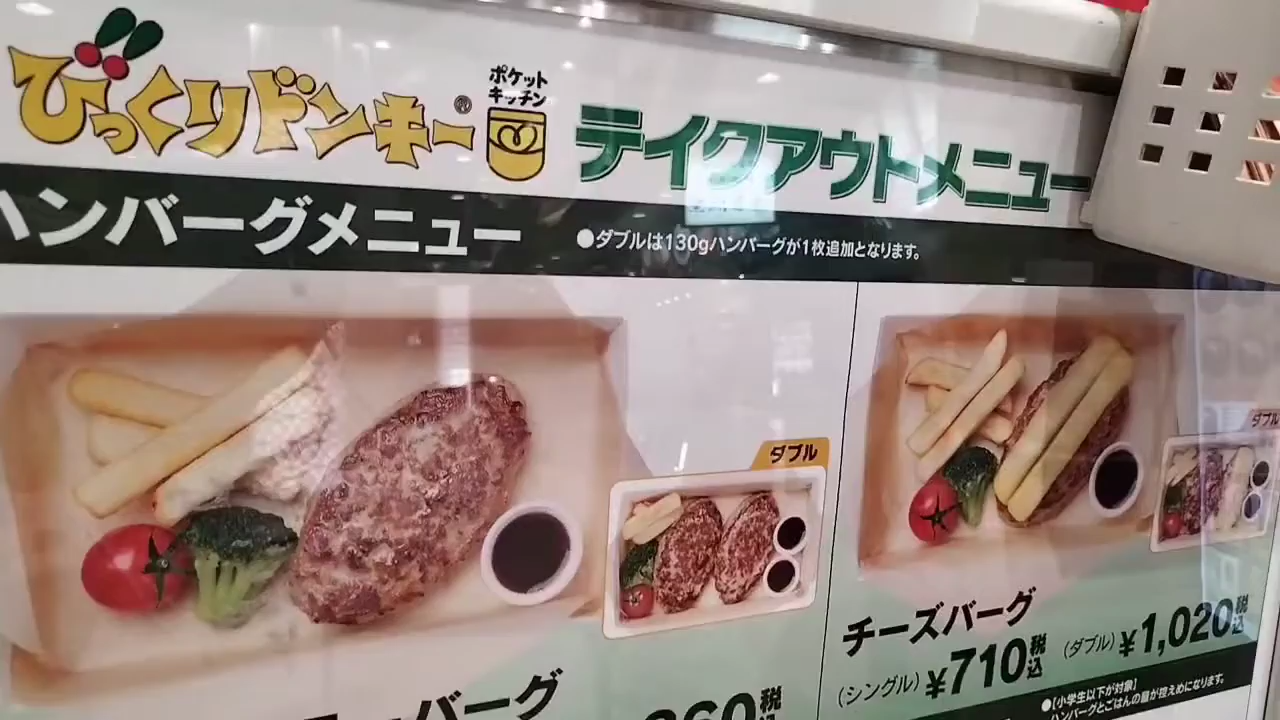 びっくりドンキー®
ポケット
キッチン
テイクアウトメニュー
ハンバーグメニュー
●ダブルは130gハンバーグが1枚追加となります。
ダブル
ダブル
チーズバーグ
(シングル) ¥710税込 (ダブル) ¥1,020税込
バーグ
税込
●【小学生以下が対象】
ハンバーグとごはんの量が控えめになります。